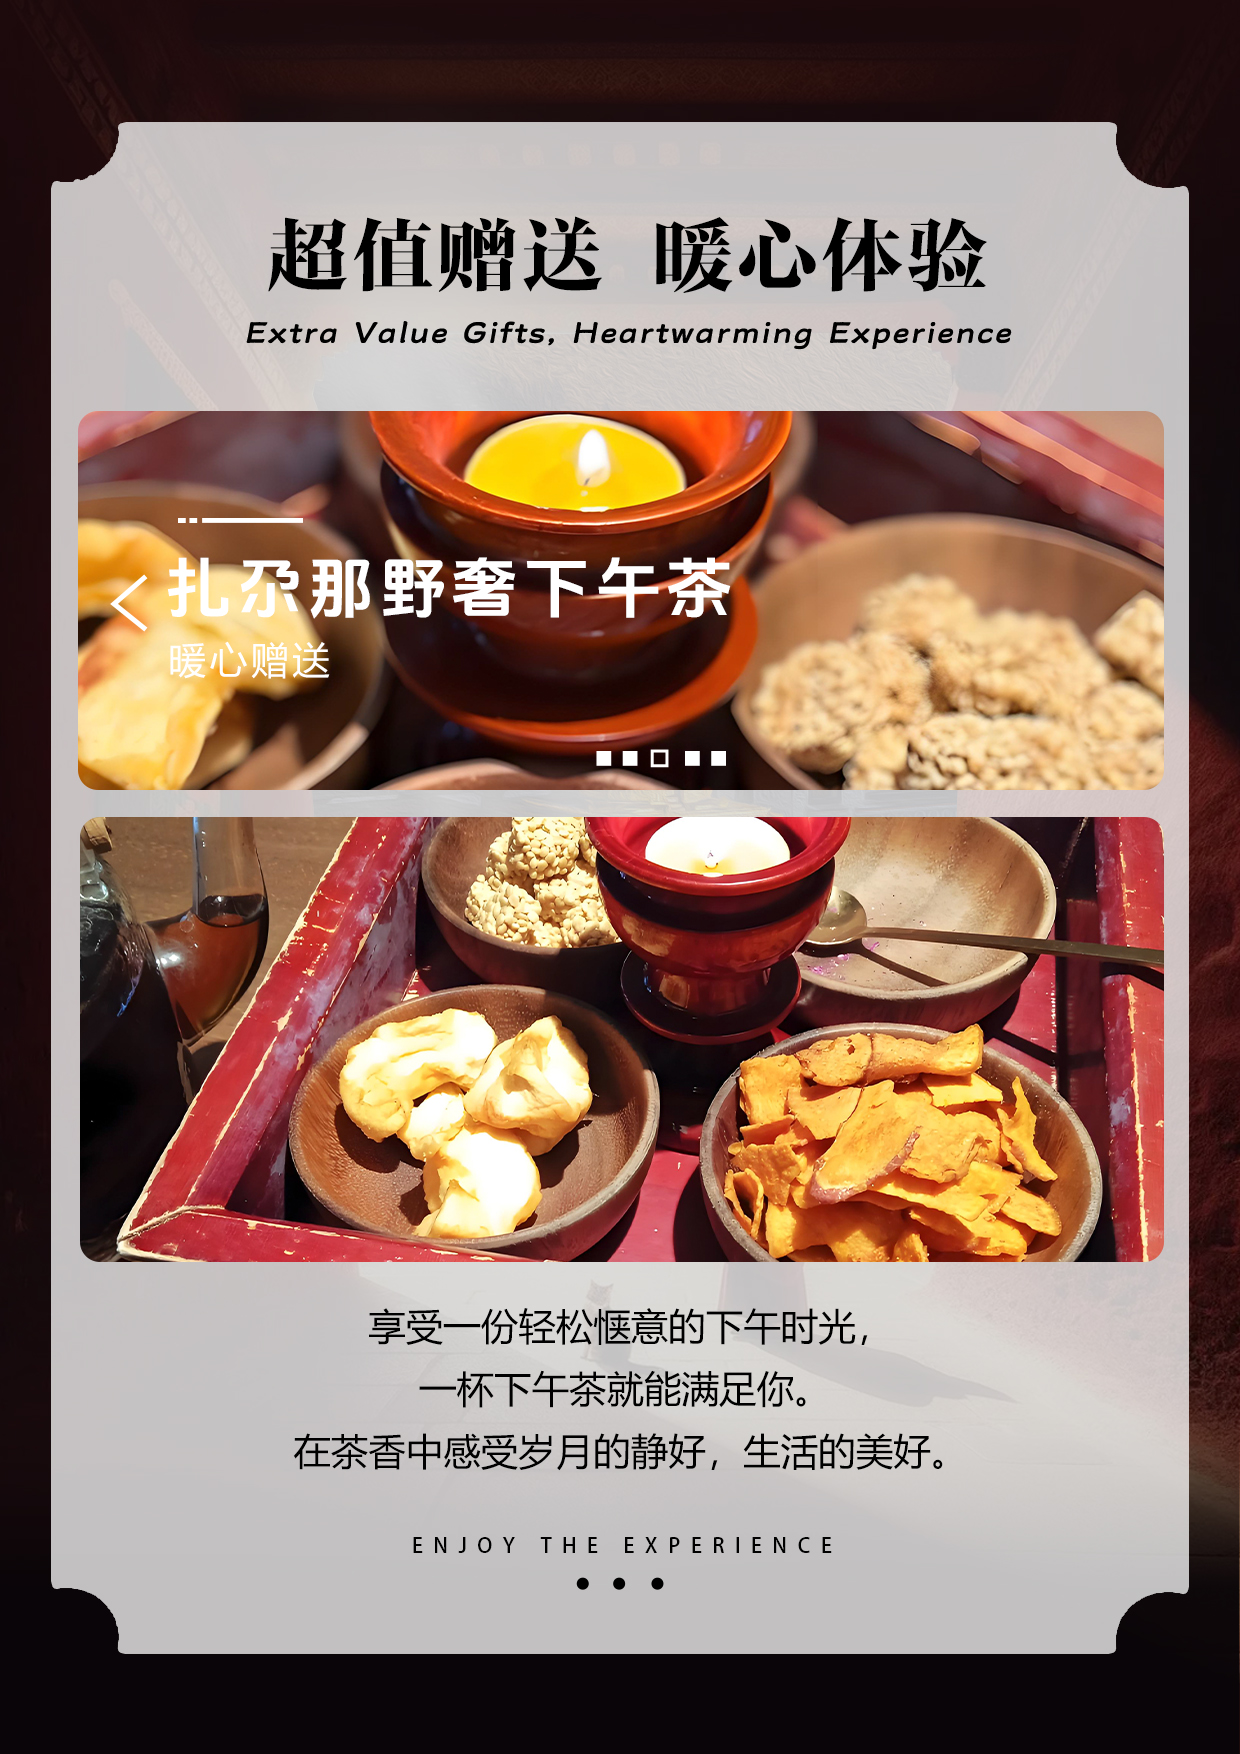 超值赠送 暖心体验
Extra Value Gifts, Heartwarming Experience
扎尕那野奢下午茶
暖心赠送
享受一份轻松惬意的下午时光，
一杯下午茶就能满足你。
在茶香中感受岁月的静好，生活的美好。
ENJOY THE EXPERIENCE